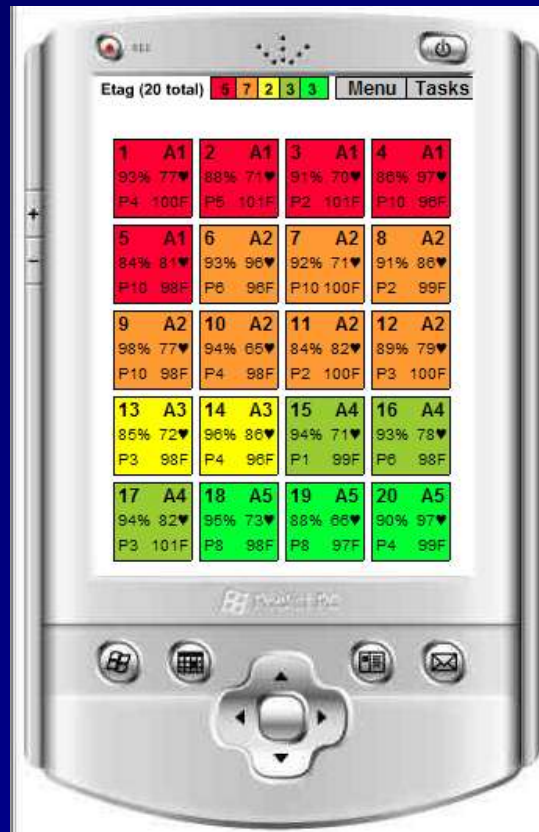 Etag (20 total) 5 7 2 3 3 Menu Tasks
1 A1 2 A1 3 A1 4 A1
93% 77♥ 88% 71♥ 91% 70♥ 86% 97♥
P4 100F P5 101F P2 101F P10 96F
5 A1 6 A2 7 A2 8 A2
84% 81♥ 93% 96♥ 92% 71♥ 91% 86♥
P10 98F P6 96F P10 100F P2 99F
9 A2 10 A2 11 A2 12 A2
98% 77♥ 94% 65♥ 84% 82♥ 89% 79♥
P10 98F P4 98F P2 100F P3 100F
13 A3 14 A3 15 A4 16 A4
85% 72♥ 96% 86♥ 94% 71♥ 93% 78♥
P3 98F P4 96F P1 99F P6 98F
17 A4 18 A5 19 A5 20 A5
94% 82♥ 95% 73♥ 88% 66♥ 90% 97♥
P3 101F P8 98F P8 97F P4 99F